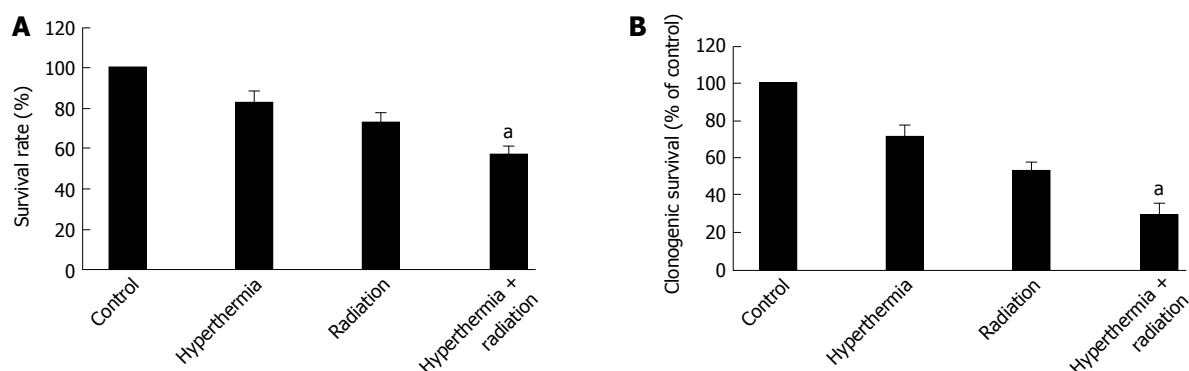 A
Survival rate (%)
120
100
80
60
40
20
0
a
Control
Hyperthermia
Radiation
Hyperthermia +
radiation
B
Clonogenic survival (% of control)
120
100
80
60
40
20
0
a
Control
Hyperthermia
Radiation
Hyperthermia +
radiation